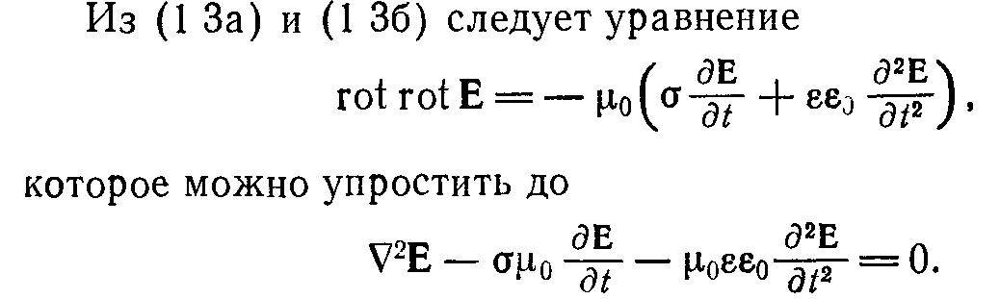 Из (1 3а) и (1 3б) следует уравнение
rot rot E = — μ₀(σ ∂E/∂t + εε₀ ∂²E/∂t²),
которое можно упростить до
∇²E — σμ₀ ∂E/∂t — μ₀εε₀ ∂²E/∂t² = 0.